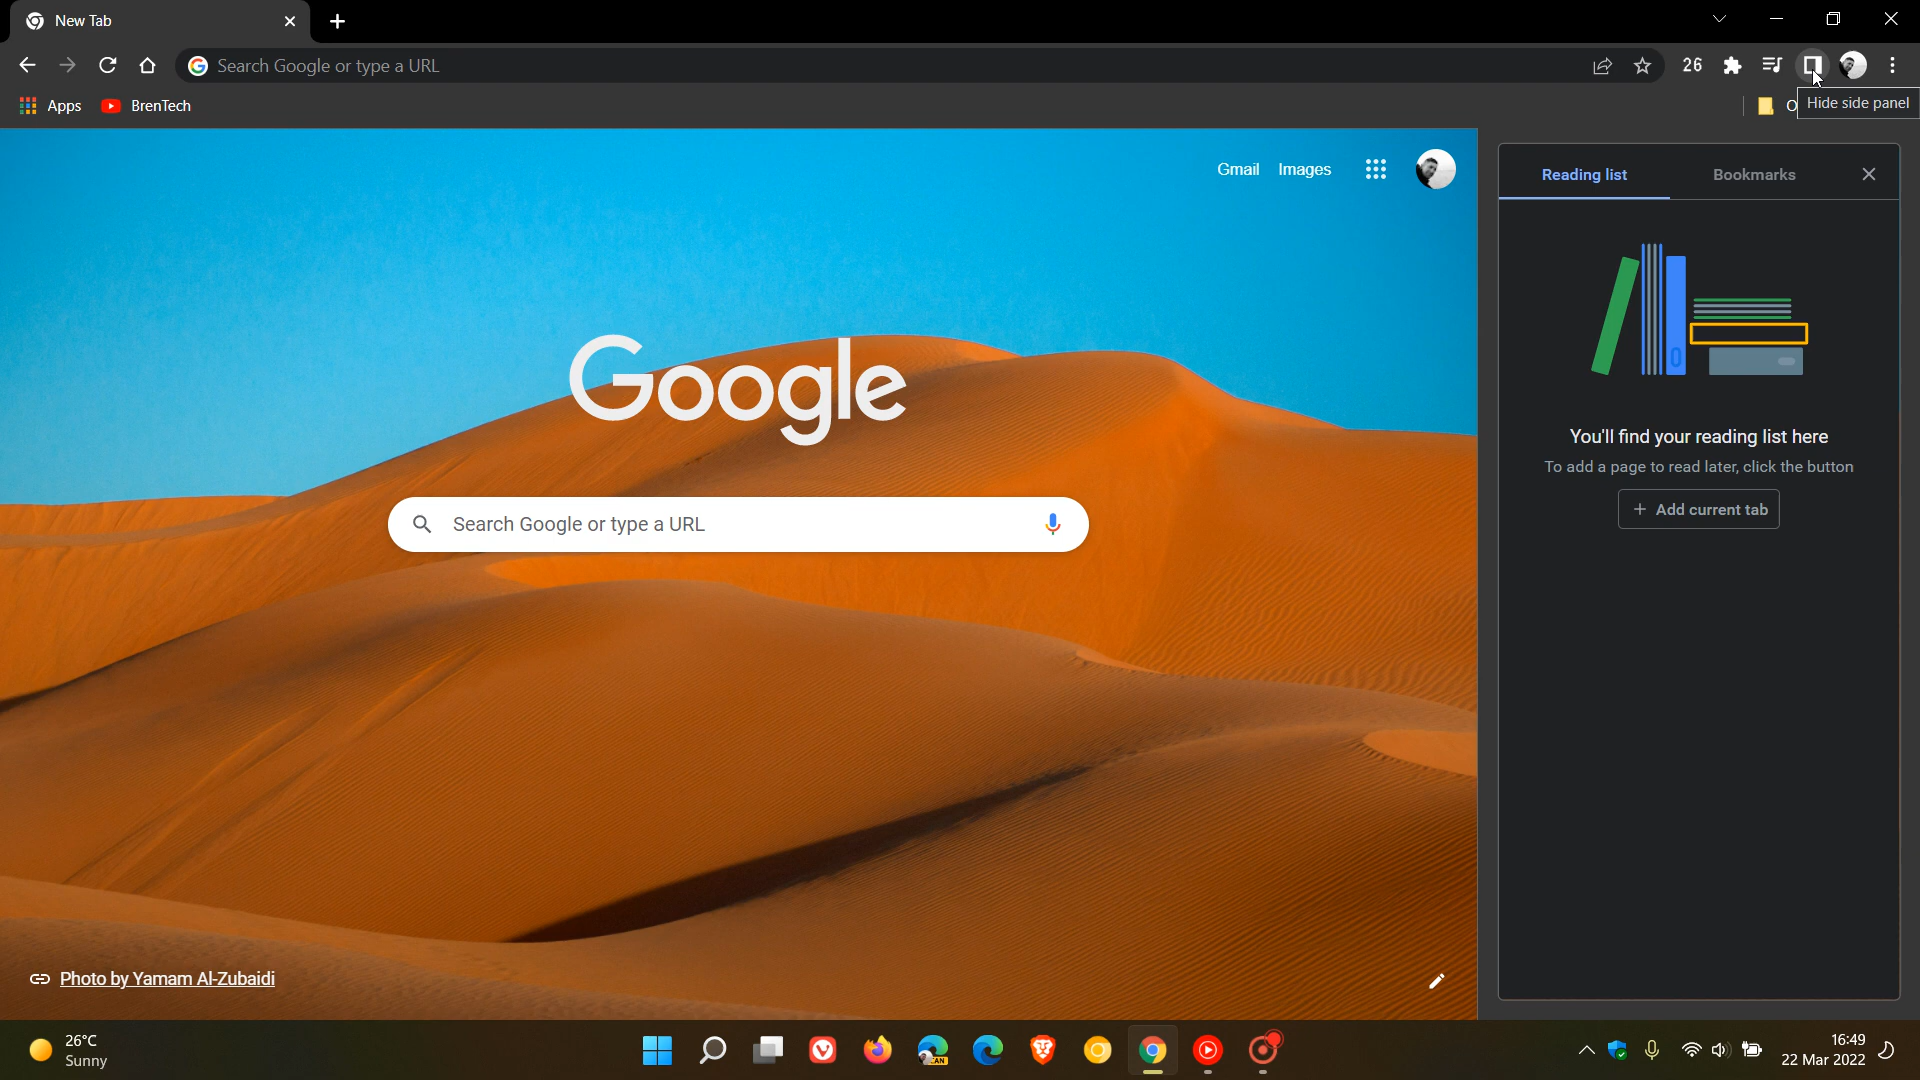 New Tab
Search Google or type a URL
26
Apps
BrenTech
O
Hide side panel
Gmail
Images
Reading list
Bookmarks
Google
You'll find your reading list here
To add a page to read later, click the button
+ Add current tab
Search Google or type a URL
Photo by Yamam Al-Zubaidi
26°C
Sunny
CAN
16:49
22 Mar 2022